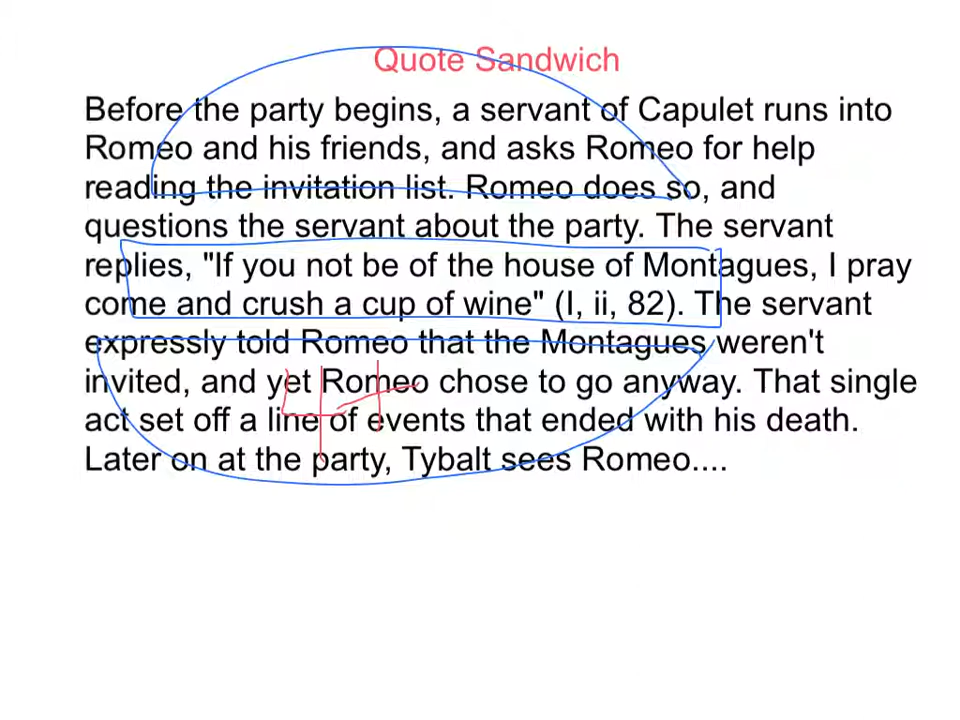 Quote Sandwich
Before the party begins, a servant of Capulet runs into
Romeo and his friends, and asks Romeo for help
reading the invitation list. Romeo does so, and
questions the servant about the party. The servant
replies, "If you not be of the house of Montagues, I pray
come and crush a cup of wine" (I, ii, 82). The servant
expressly told Romeo that the Montagues weren't
invited, and yet Romeo chose to go anyway. That single
act set off a line of events that ended with his death.
Later on at the party, Tybalt sees Romeo....